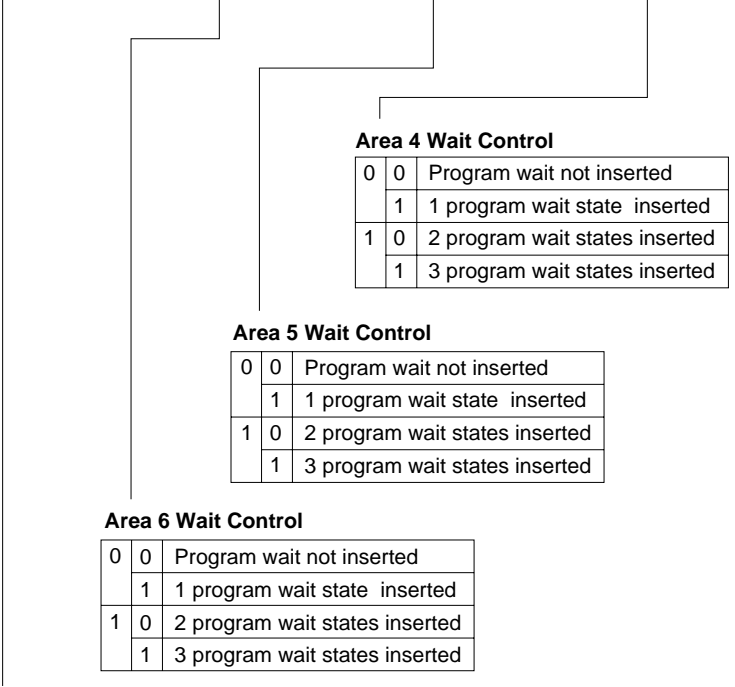 Area 4 Wait Control
0 0 Program wait not inserted
1 1 program wait state inserted
1 0 2 program wait states inserted
1 3 program wait states inserted
Area 5 Wait Control
0 0 Program wait not inserted
1 1 program wait state inserted
1 0 2 program wait states inserted
1 3 program wait states inserted
Area 6 Wait Control
0 0 Program wait not inserted
1 1 program wait state inserted
1 0 2 program wait states inserted
1 3 program wait states inserted